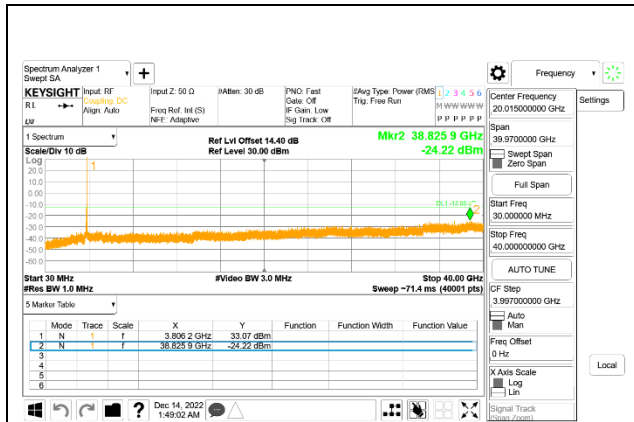 Spectrum Analyzer 1
Swept SA
Frequency
Settings
KEYSIGHT
Input: RF
Input Z: 50 Ω
#Atten: 30 dB
PNO: Fast
#Avg Type: Power (RMS
1 2 3 4 5 6
RL
Coupling: DC
Gate: Off
Trig: Free Run
Align: Auto
Freq Ref: Int (S)
IF Gain: Low
M W W W W W
NFE: Adaptive
Sig Track: Off
P P P P P P
Center Frequency
20.015000000 GHz
Span
39.9700000 GHz
Swept Span
Zero Span
Full Span
Start Freq
30.000000 MHz
Stop Freq
40.000000000 GHz
AUTO TUNE
CF Step
3.997000000 GHz
Auto
Man
Freq Offset
0 Hz
X Axis Scale
Log
Lin
Signal Track
(Span Zoom)
Local
1 Spectrum
Ref Lvl Offset 14.40 dB
Mkr2 38.825 9 GHz
Scale/Div 10 dB
Ref Level 30.00 dBm
-24.22 dBm
Log
1
20.0
10.0
0.00
-10.0
-20.0
2
-30.0
-40.0
-50.0
-60.0
Start 30 MHz
#Video BW 3.0 MHz
Stop 40.00 GHz
#Res BW 1.0 MHz
Sweep ~71.4 ms (40001 pts)
5 Marker Table
Mode Trace Scale X Y Function Function Width Function Value
1 N 1 f 3.806 2 GHz 33.07 dBm
2 N 1 f 38.825 9 GHz -24.22 dBm
3
4
5
6
?
Dec 14, 2022
1:49:02 AM